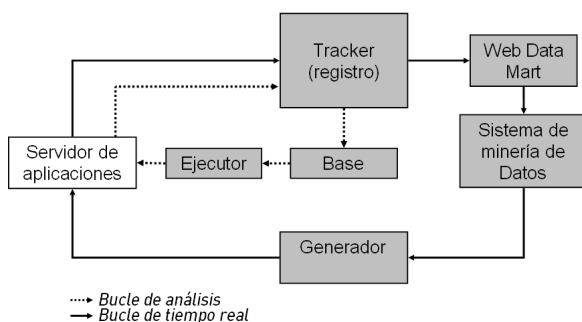 Tracker
(registro)
Web Data
Mart
Servidor de
aplicaciones
Ejecutor
Base
Sistema de
minería de
Datos
Generador
Bucle de análisis
Bucle de tiempo real